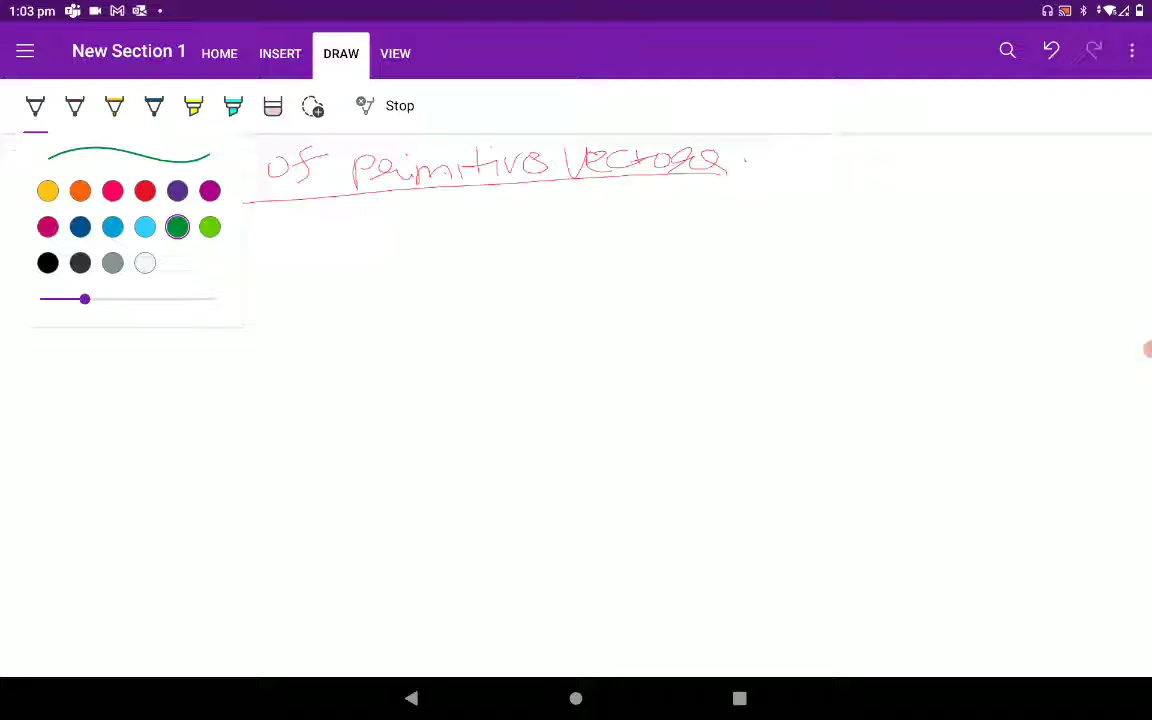 1:03 pm
New Section 1 HOME INSERT DRAW VIEW
Stop
of primitive vectors.